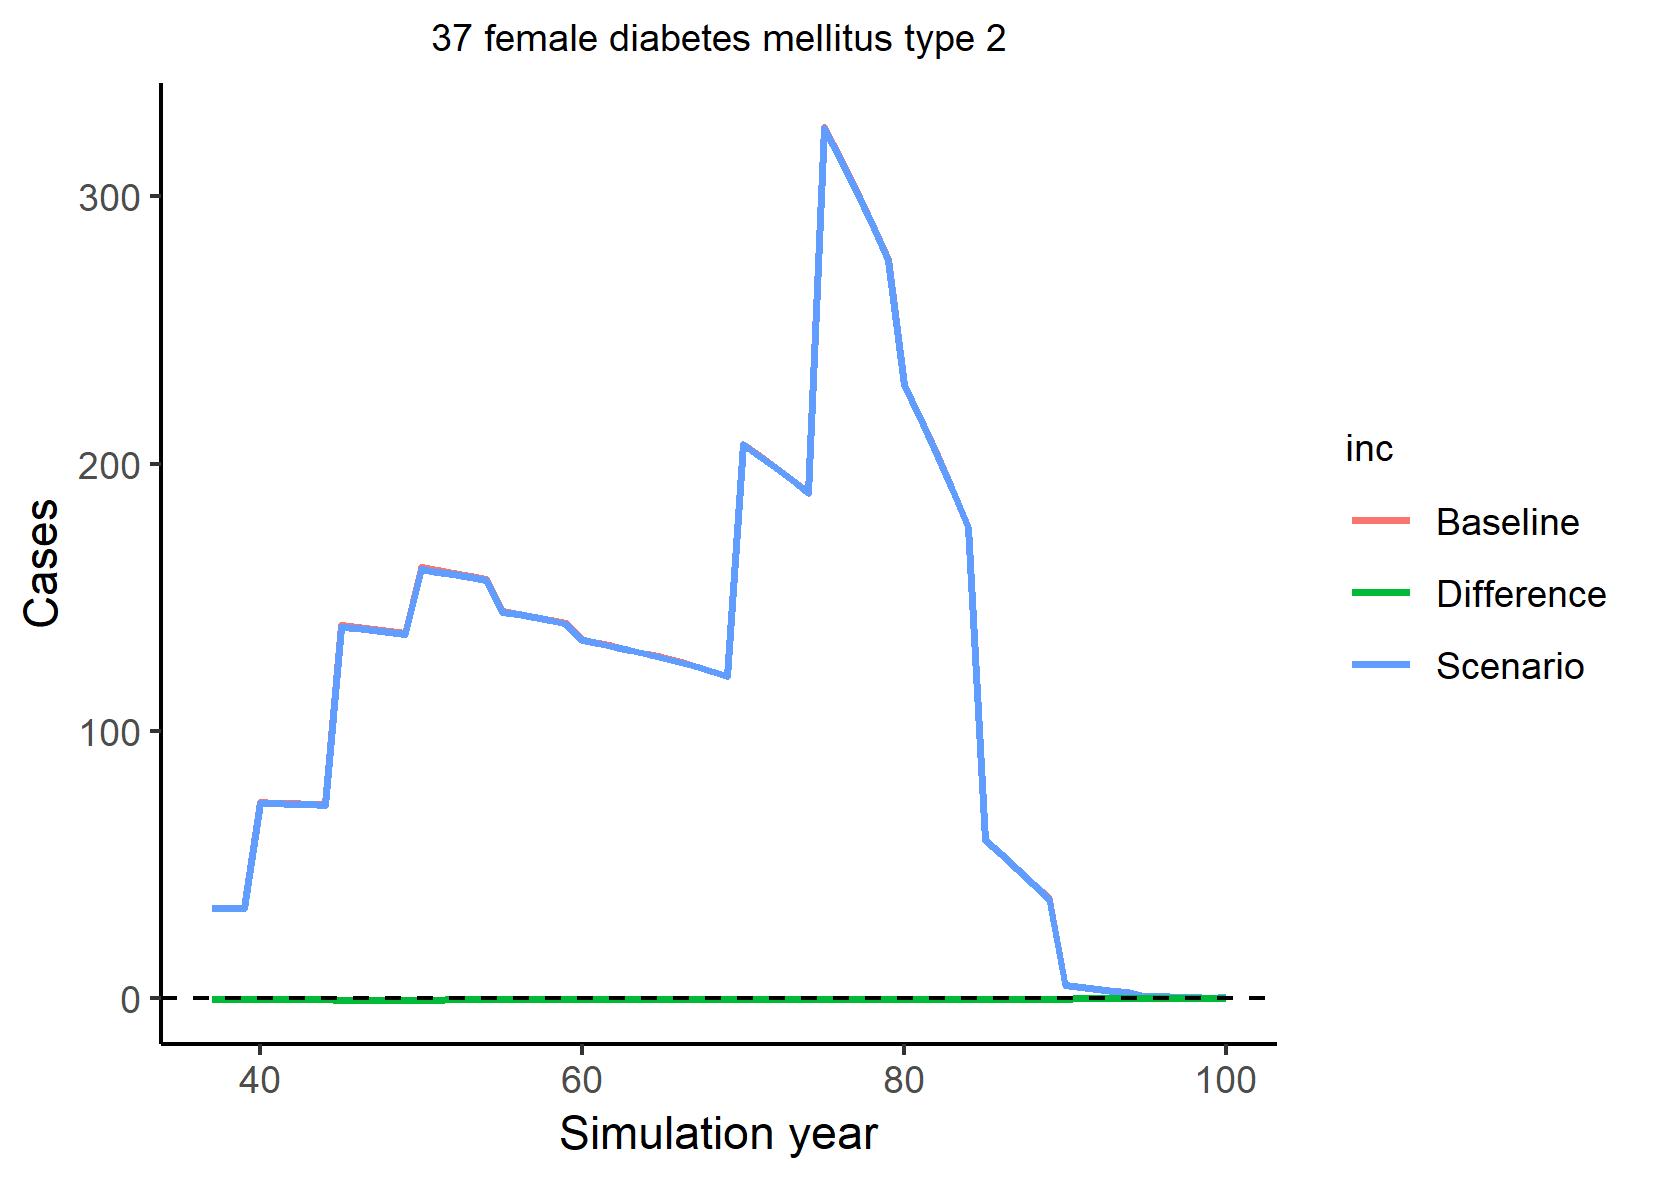 37 female diabetes mellitus type 2
Cases
300
200
100
0
40 60 80 100
Simulation year
inc
Baseline
Difference
Scenario